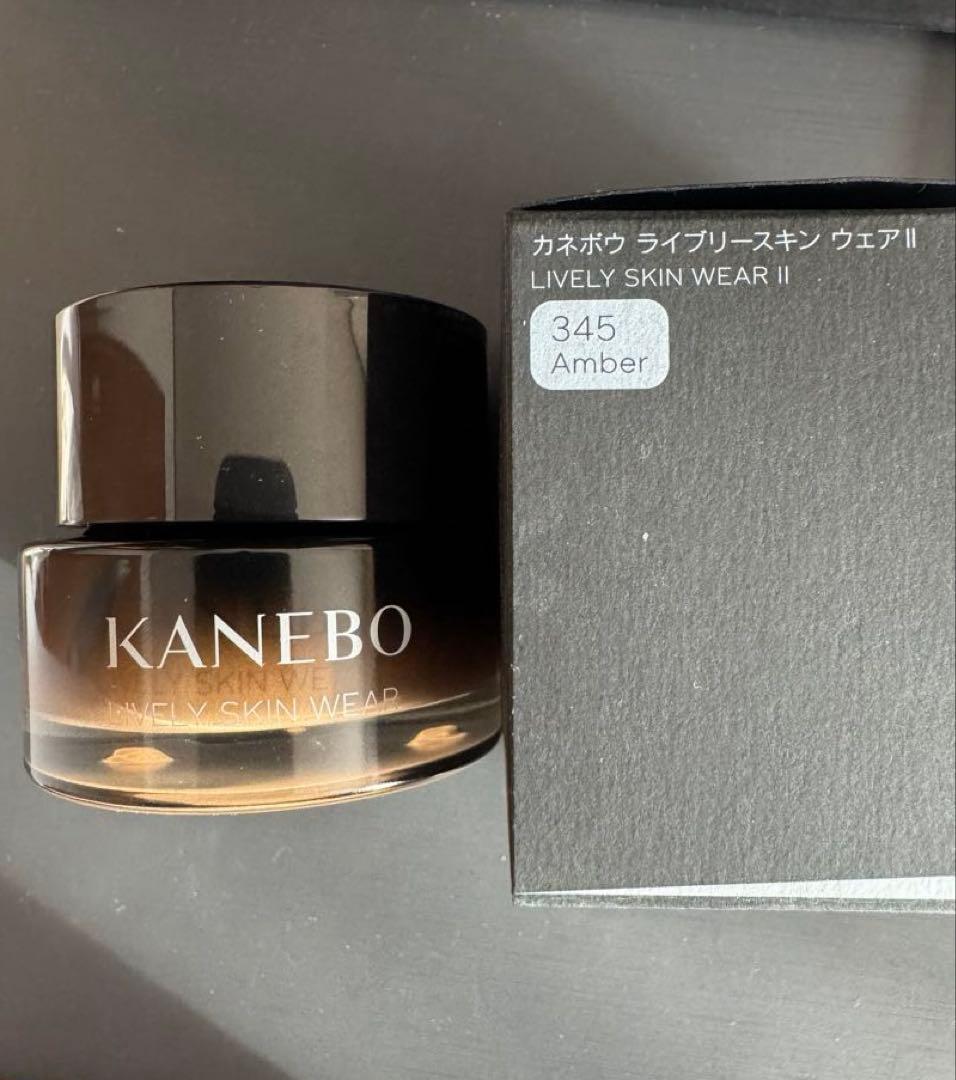 KANEBO
LIVELY SKIN WEAR
カネボウ ライブリースキン ウェアⅡ
LIVELY SKIN WEAR II
345
Amber